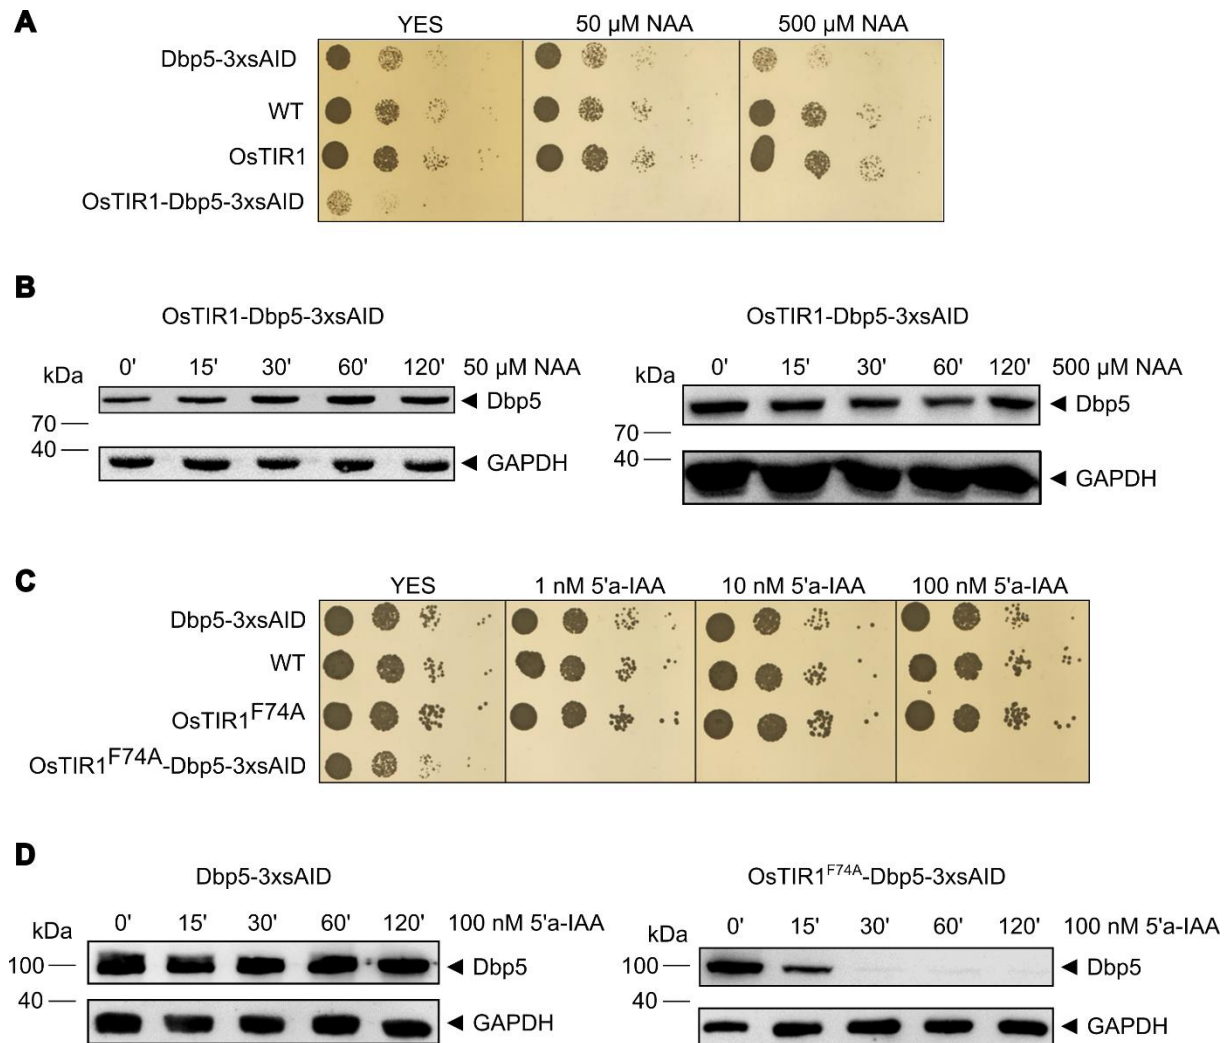 A
YES 50 µM NAA 500 µM NAA
Dbp5-3xsAID
WT
OsTIR1
OsTIR1-Dbp5-3xsAID
B
OsTIR1-Dbp5-3xsAID OsTIR1-Dbp5-3xsAID
kDa 0' 15' 30' 60' 120' 50 µM NAA kDa 0' 15' 30' 60' 120' 500 µM NAA
Dbp5 Dbp5
70 70
40 40
GAPDH GAPDH
C
YES 1 nM 5'a-IAA 10 nM 5'a-IAA 100 nM 5'a-IAA
Dbp5-3xsAID
WT
OsTIR1F74A
OsTIR1F74A-Dbp5-3xsAID
D
Dbp5-3xsAID OsTIR1F74A-Dbp5-3xsAID
kDa 0' 15' 30' 60' 120' 100 nM 5'a-IAA kDa 0' 15' 30' 60' 120' 100 nM 5'a-IAA
100 Dbp5 100 Dbp5
40 40
GAPDH GAPDH